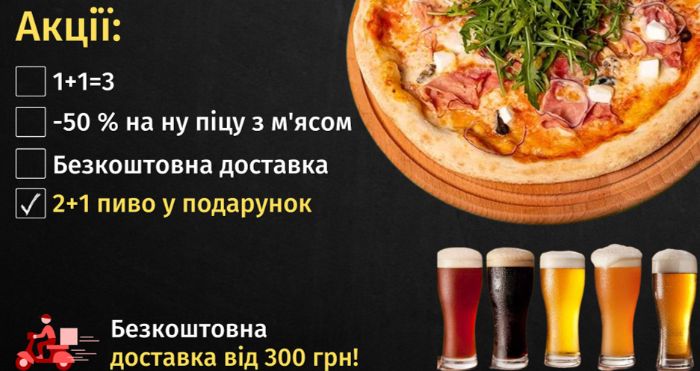 Акції:
1+1=3
-50 % на ну піцу з м'ясом
Безкоштовна доставка
2+1 пиво у подарунок
Безкоштовна
доставка від 300 грн!